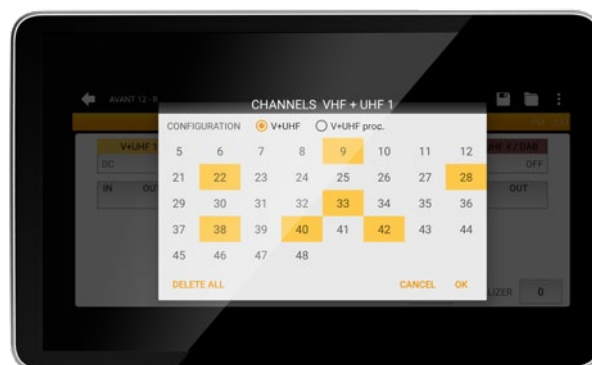 AVANT 12 - R
CHANNELS VHF + UHF 1
CONFIGURATION V+UHF V+UHF proc.
V+UHF 1
UHF 4 / DAB
DC
OFF
IN OUT
OUT
5 6 7 8 9 10 11 12
21 22 23 24 25 26 27 28
29 30 31 32 33 34 35 36
37 38 39 40 41 42 43 44
45 46 47 48
DELETE ALL CANCEL OK
LIZER 0